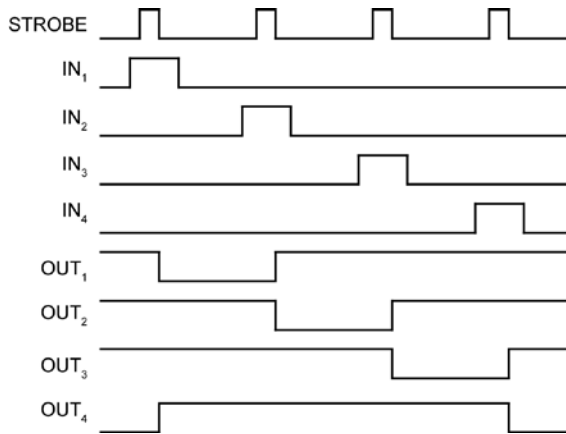 STROBE
IN₁
IN₂
IN₃
IN₄
OUT₁
OUT₂
OUT₃
OUT₄